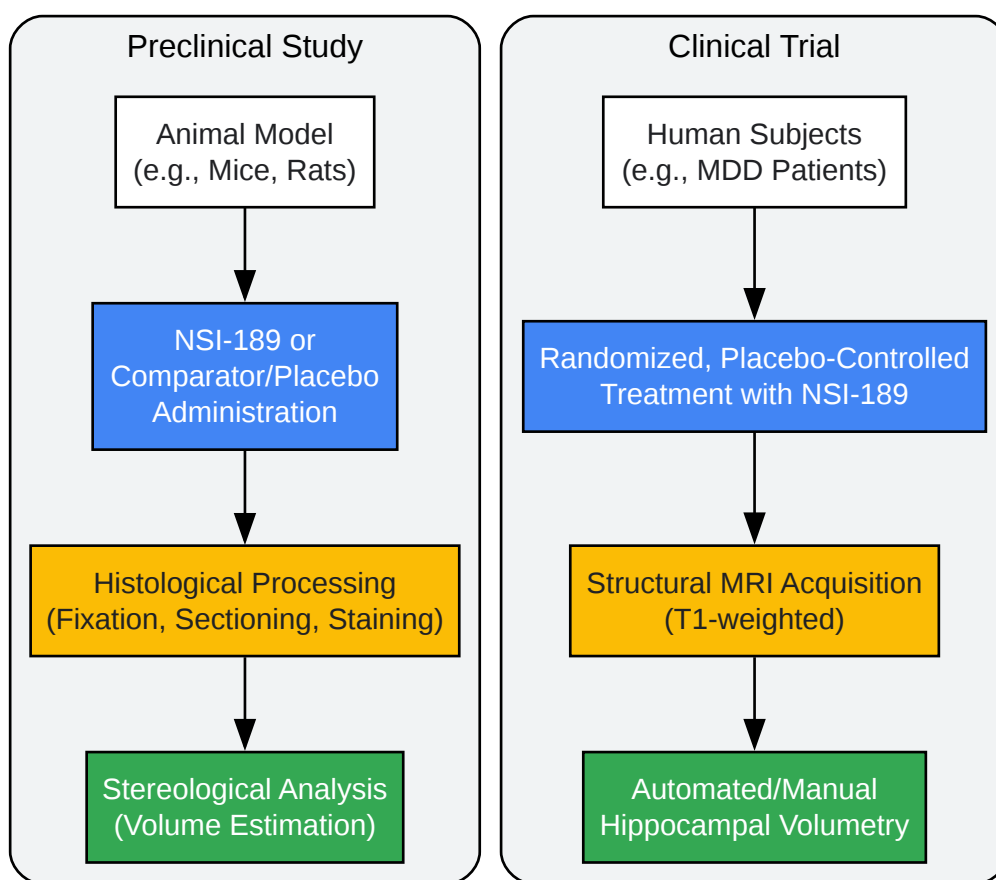 Preclinical Study
Animal Model
(e.g., Mice, Rats)
NSI-189 or
Comparator/Placebo
Administration
Histological Processing
(Fixation, Sectioning, Staining)
Stereological Analysis
(Volume Estimation)
Clinical Trial
Human Subjects
(e.g., MDD Patients)
Randomized, Placebo-Controlled
Treatment with NSI-189
Structural MRI Acquisition
(T1-weighted)
Automated/Manual
Hippocampal Volumetry